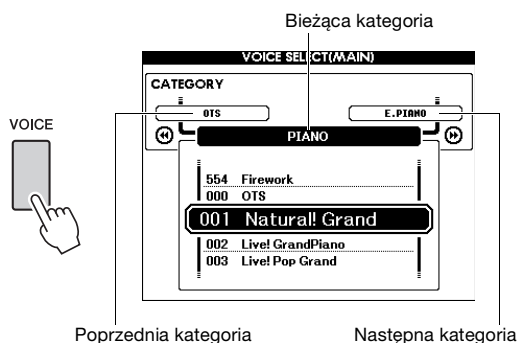 Bieżąca kategoria
VOICE SELECT(MAIN)
CATEGORY
OTS
E.PIANO
VOICE
PIANO
554 Firework
000 OTS
001 Natural! Grand
002 Live! GrandPiano
003 Live! Pop Grand
Poprzednia kategoria
Następna kategoria